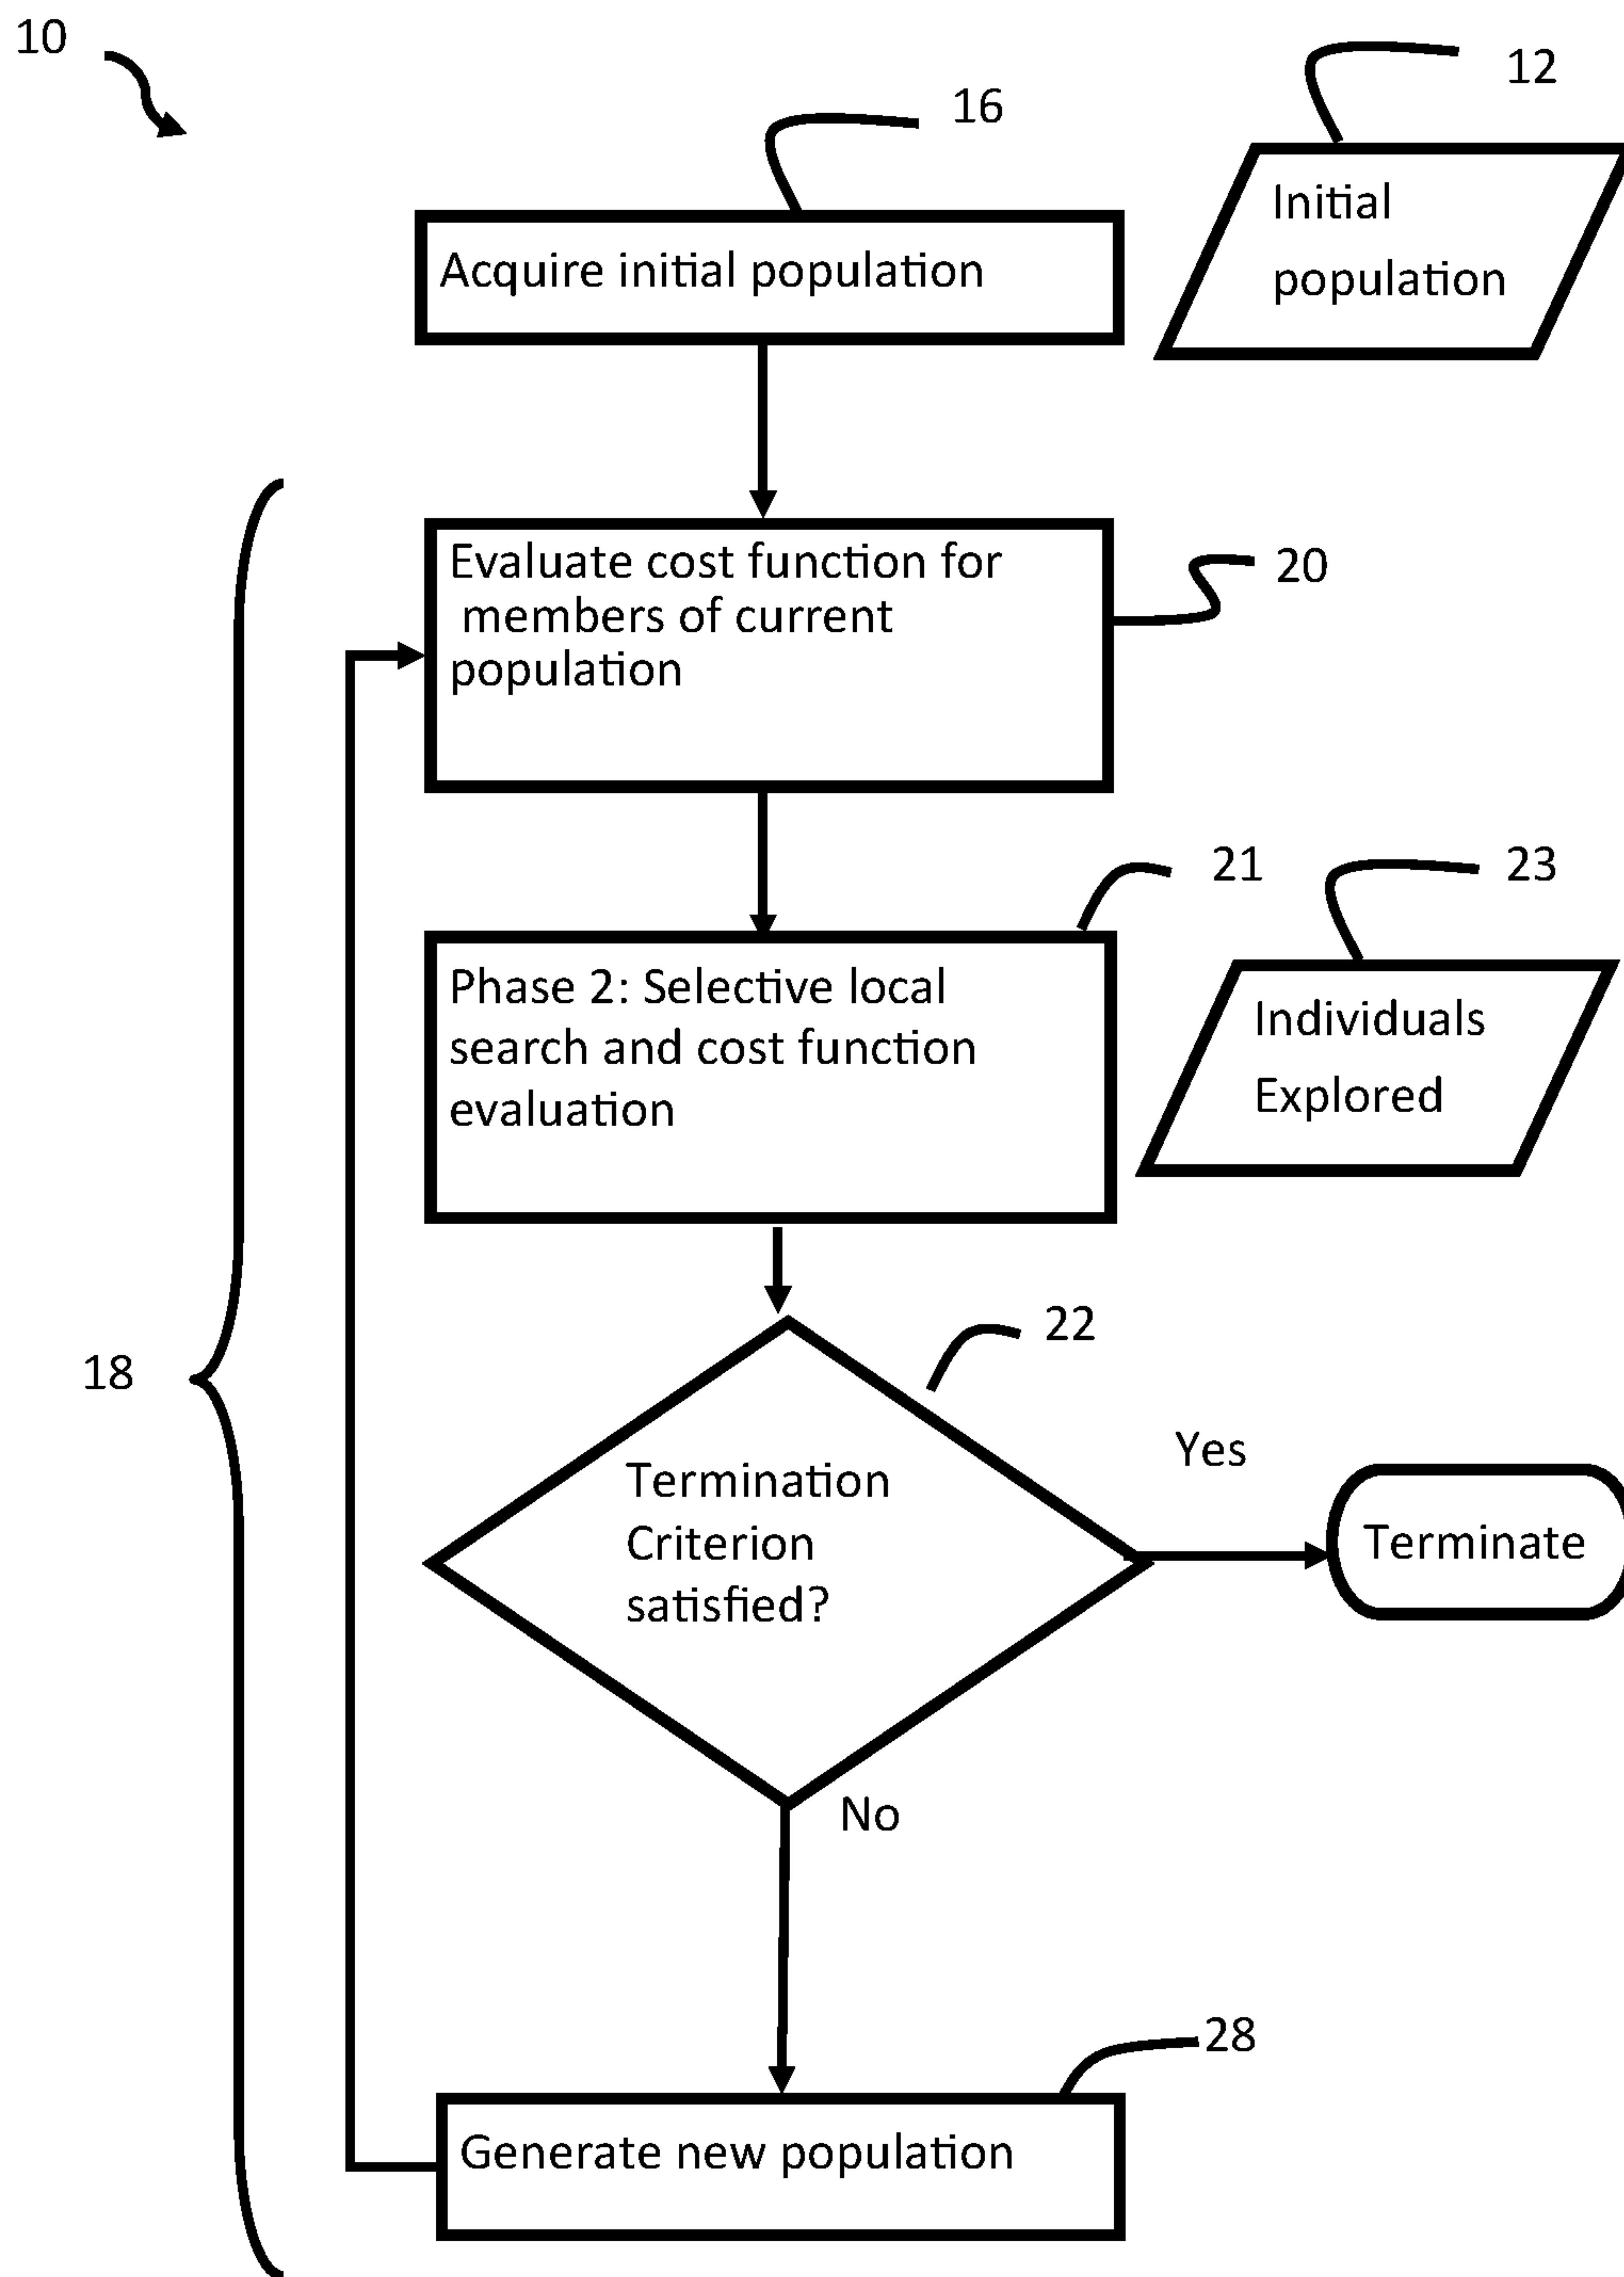 10
12
16
Initial
population
Acquire initial population
Evaluate cost function for
members of current
population
20
21
23
Phase 2: Selective local
search and cost function
evaluation
Individuals
Explored
22
18
Termination
Criterion
satisfied?
Yes
Terminate
No
28
Generate new population